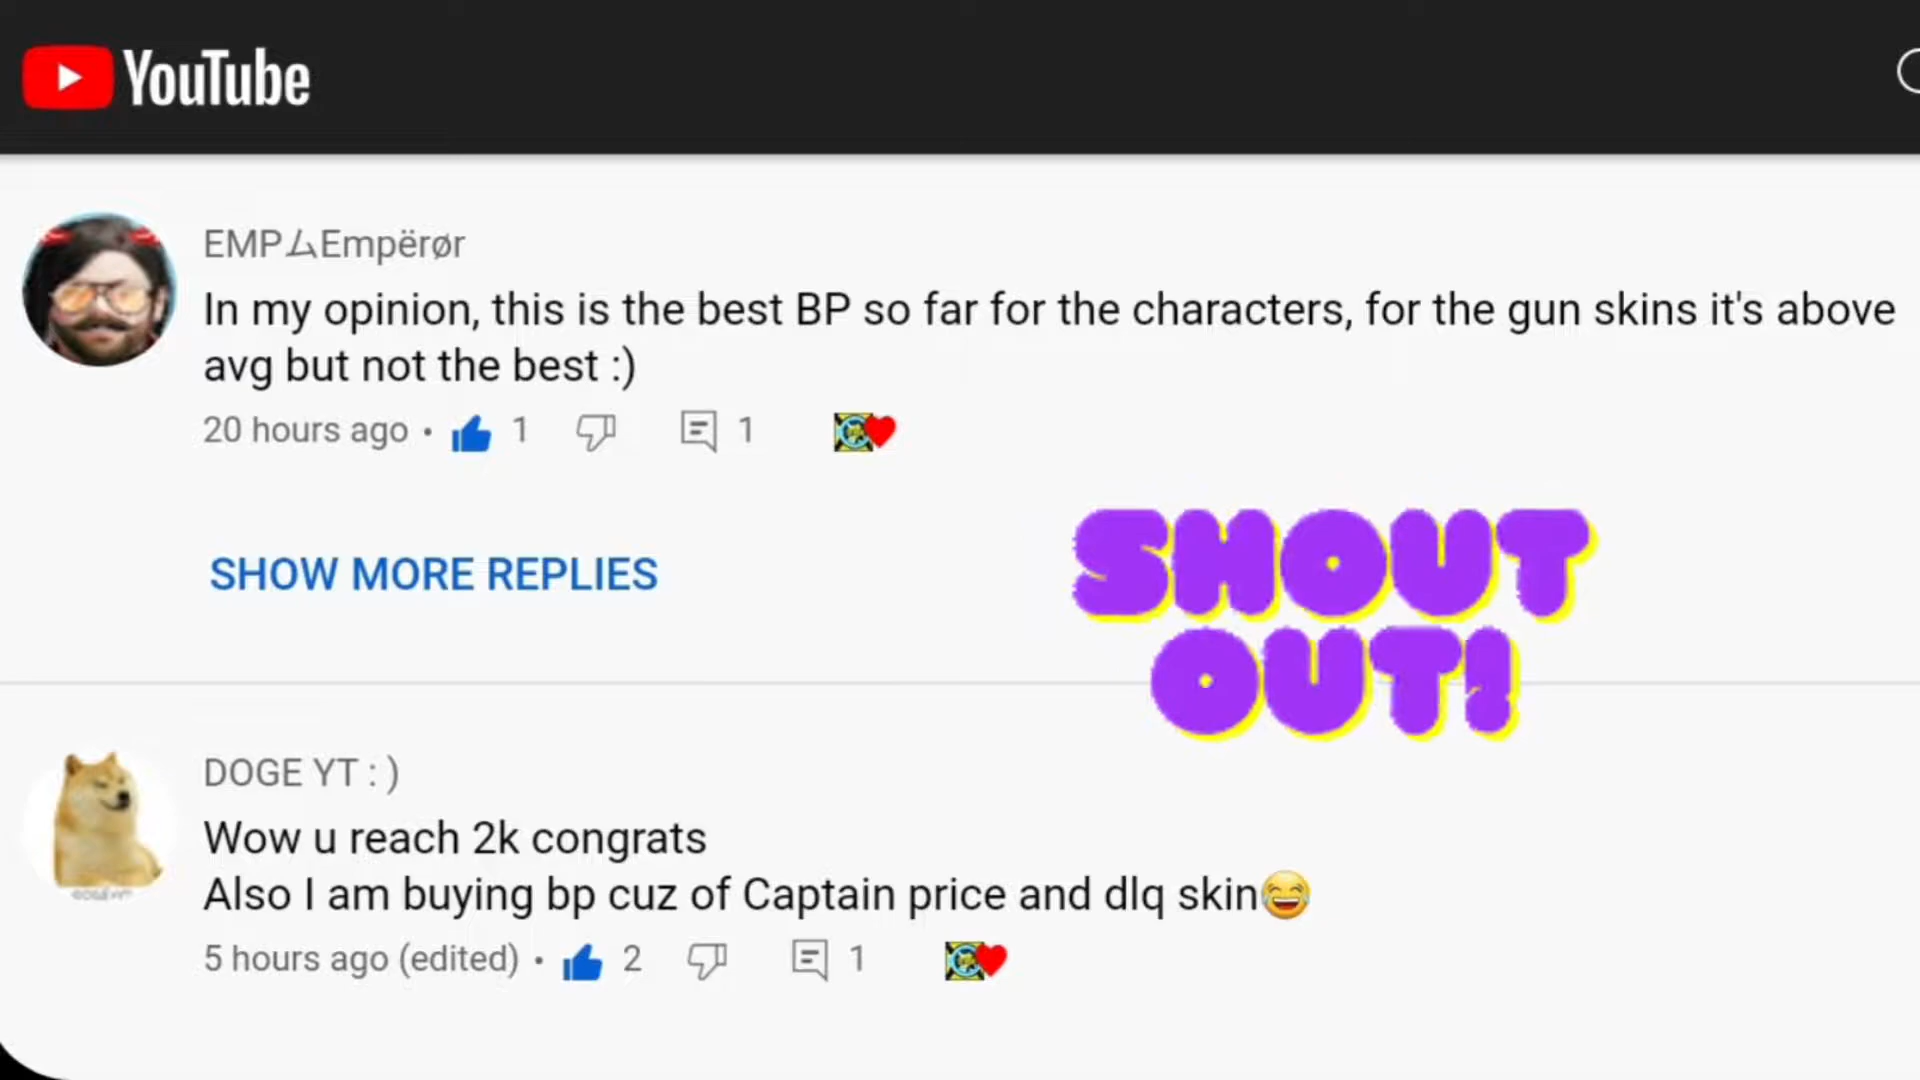 YouTube
EMPムEmpërør
In my opinion, this is the best BP so far for the characters, for the gun skins it's above
avg but not the best :)
20 hours ago • 1 1
SHOW MORE REPLIES
SHOUT
OUT!
DOGE YT : )
Wow u reach 2k congrats
Also I am buying bp cuz of Captain price and dlq skin😂
5 hours ago (edited) • 2 1